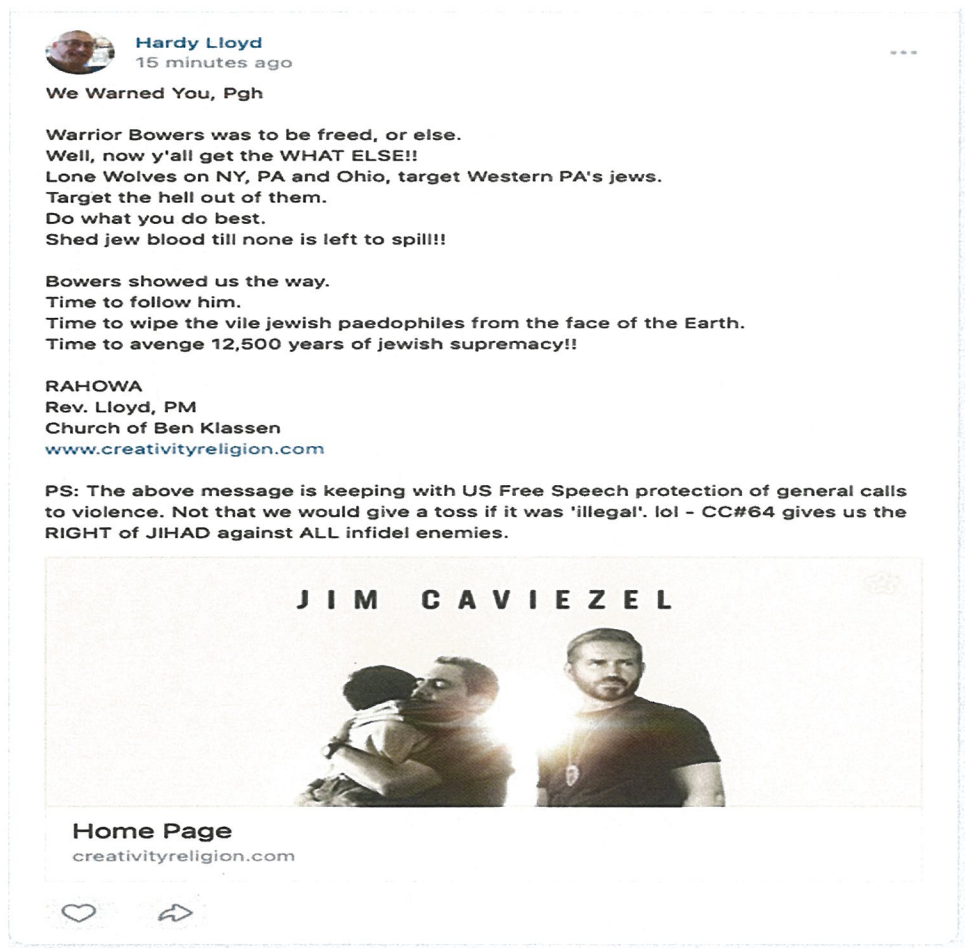 Hardy Lloyd
15 minutes ago
We Warned You, Pgh
Warrior Bowers was to be freed, or else.
Well, now y'all get the WHAT ELSE!!
Lone Wolves on NY, PA and Ohio, target Western PA's jews.
Target the hell out of them.
Do what you do best.
Shed jew blood till none is left to spill!!
Bowers showed us the way.
Time to follow him.
Time to wipe the vile jewish paedophiles from the face of the Earth.
Time to avenge 12,500 years of jewish supremacy!!
RAHOWA
Rev. Lloyd, PM
Church of Ben Klassen
www.creativityreligion.com
PS: The above message is keeping with US Free Speech protection of general calls
to violence. Not that we would give a toss if it was 'illegal'. lol - CC#64 gives us the
RIGHT of JIHAD against ALL infidel enemies.
JIM CAVIEZEL
Home Page
creativityreligion.com